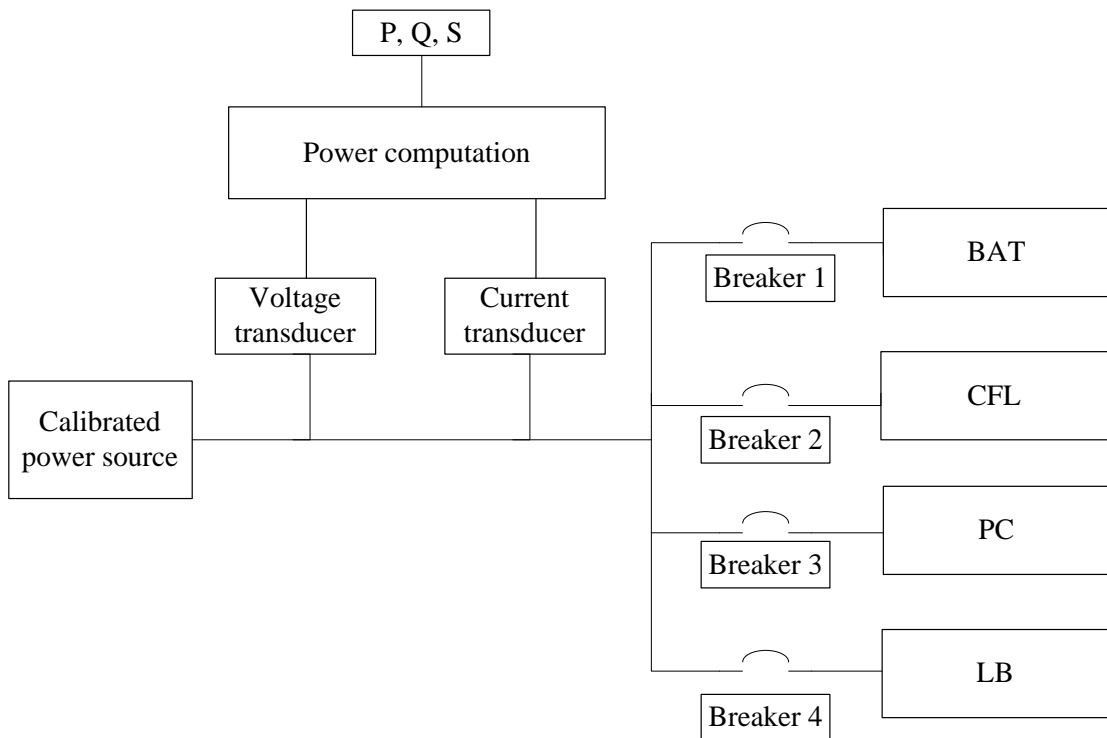 P, Q, S
Power computation
Voltage
transducer
Current
transducer
Calibrated
power source
BAT
Breaker 1
CFL
Breaker 2
PC
Breaker 3
LB
Breaker 4